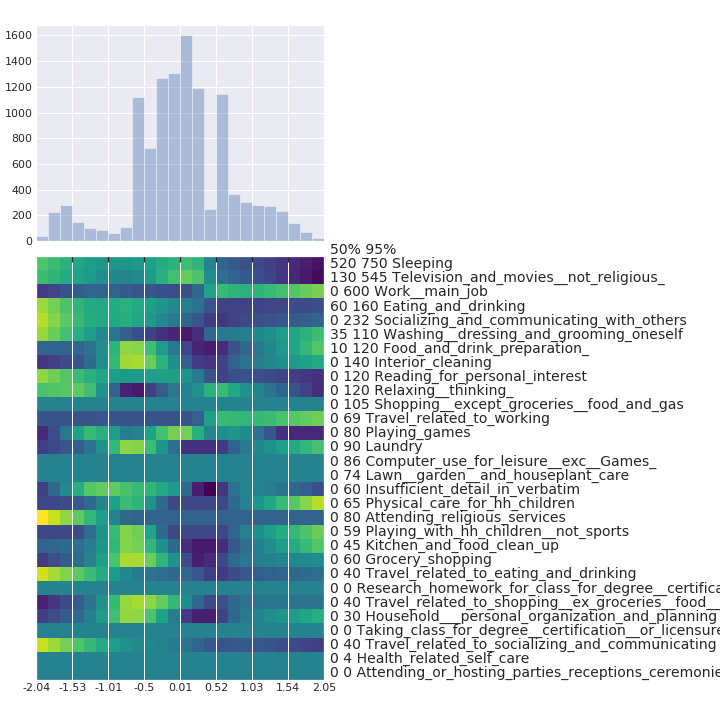 1600
1400
1200
1000
800
600
400
200
0
50% 95%
520 750 Sleeping
130 545 Television_and_movies__not_religious_
0 600 Work__main_job
60 160 Eating_and_drinking
0 232 Socializing_and_communicating_with_others
35 110 Washing__dressing_and_grooming_oneself
10 120 Food_and_drink_preparation_
0 140 Interior_cleaning
0 120 Reading_for_personal_interest
0 120 Relaxing__thinking_
0 105 Shopping__except_groceries__food_and_gas
0 69 Travel_related_to_working
0 80 Playing_games
0 90 Laundry
0 86 Computer_use_for_leisure__exc__Games_
0 74 Lawn__garden__and_houseplant_care
0 60 Insufficient_detail_in_verbatim
0 65 Physical_care_for_hh_children
0 80 Attending_religious_services
0 59 Playing_with_hh_children__not_sports
0 45 Kitchen_and_food_clean_up
0 60 Grocery_shopping
0 40 Travel_related_to_eating_and_drinking
0 0 Research_homework_for_class_for_degree__certifica
0 40 Travel_related_to_shopping__ex_groceries__food__
0 30 Household___personal_organization_and_planning
0 0 Taking_class_for_degree__certification__or_licensure
0 40 Travel_related_to_socializing_and_communicating
0 4 Health_related_self_care
0 0 Attending_or_hosting_parties_receptions_ceremonie
-2.04 -1.53 -1.01 -0.5 0.01 0.52 1.03 1.54 2.05